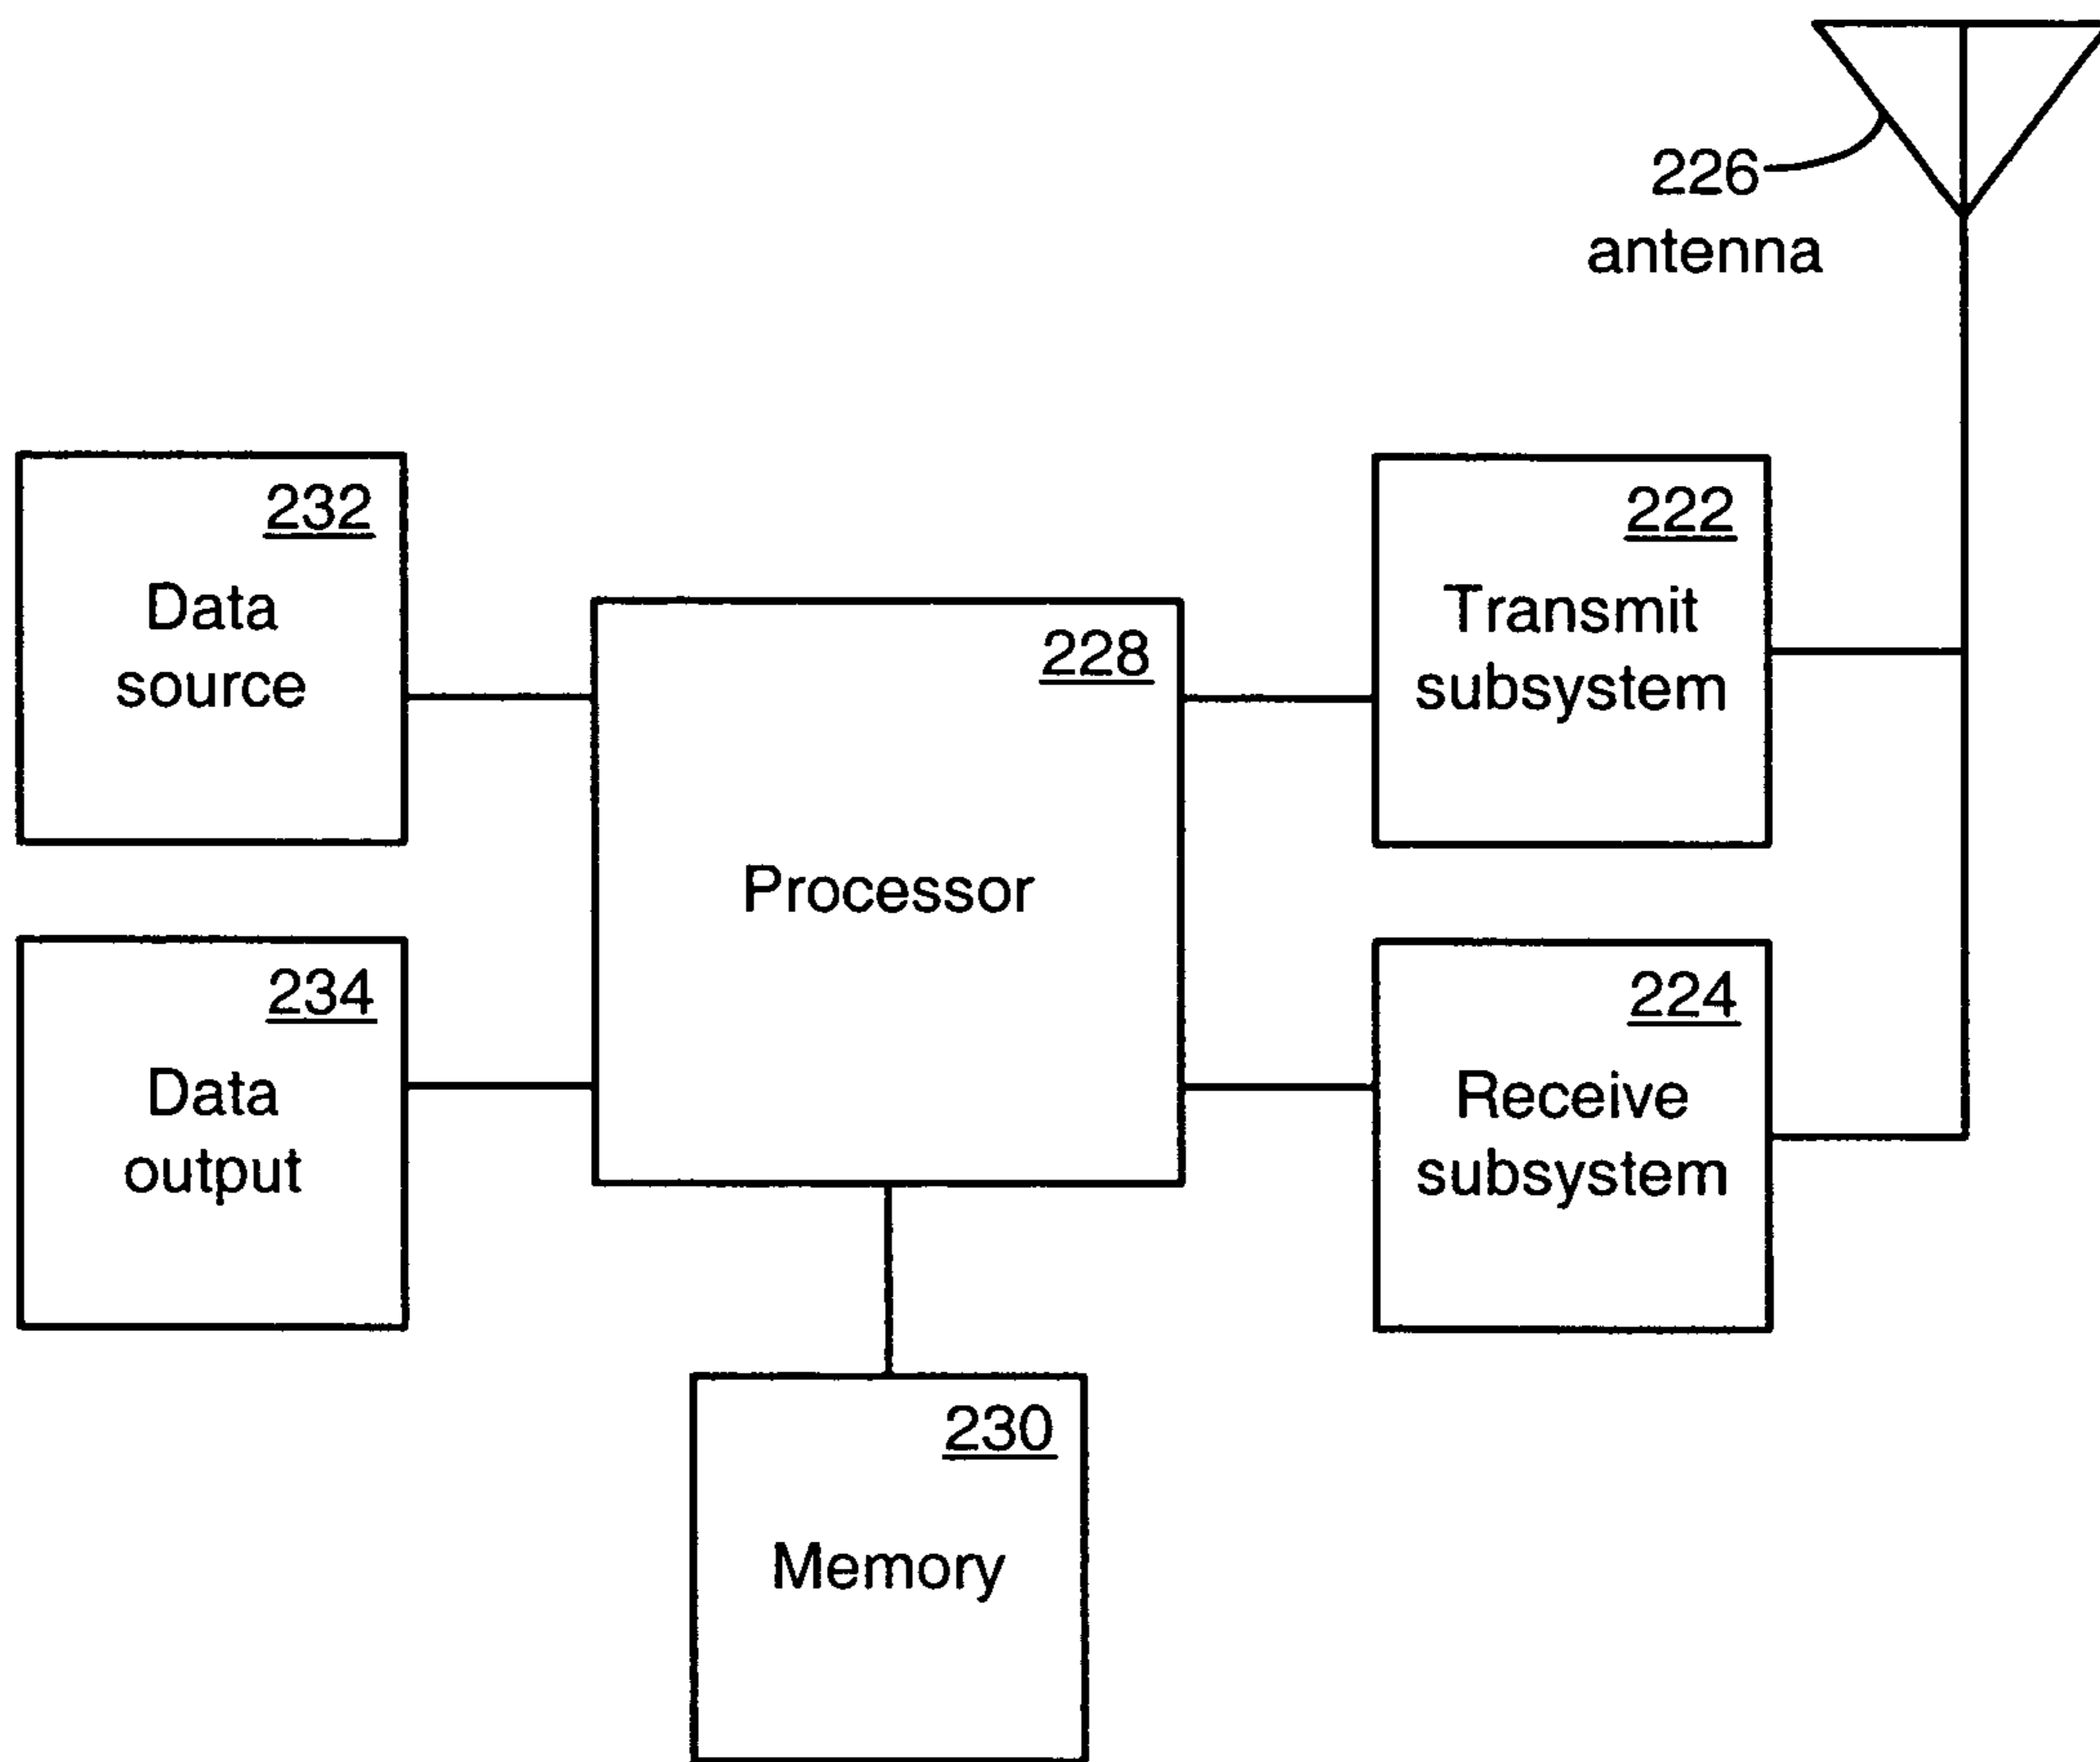 226
antenna
232
Data
source
228
Processor
222
Transmit
subsystem
234
Data
output
224
Receive
subsystem
230
Memory